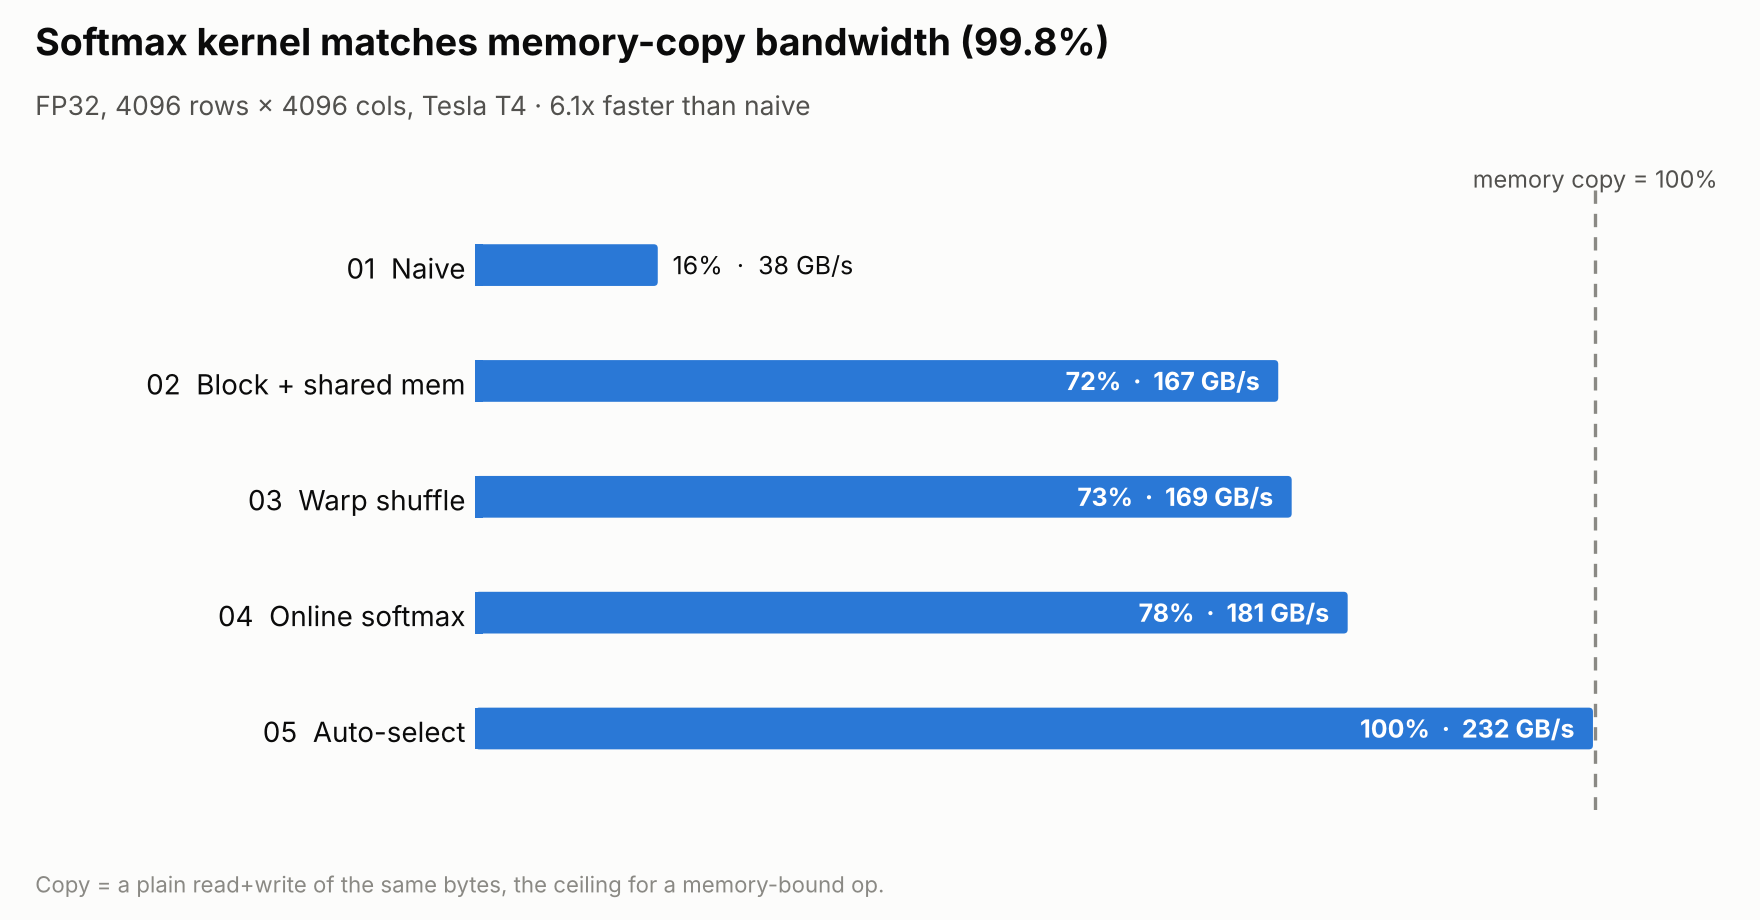 Softmax kernel matches memory-copy bandwidth (99.8%)
FP32, 4096 rows × 4096 cols, Tesla T4 · 6.1x faster than naive
memory copy = 100%
01 Naive 16% · 38 GB/s
02 Block + shared mem 72% · 167 GB/s
03 Warp shuffle 73% · 169 GB/s
04 Online softmax 78% · 181 GB/s
05 Auto-select 100% · 232 GB/s
Copy = a plain read+write of the same bytes, the ceiling for a memory-bound op.